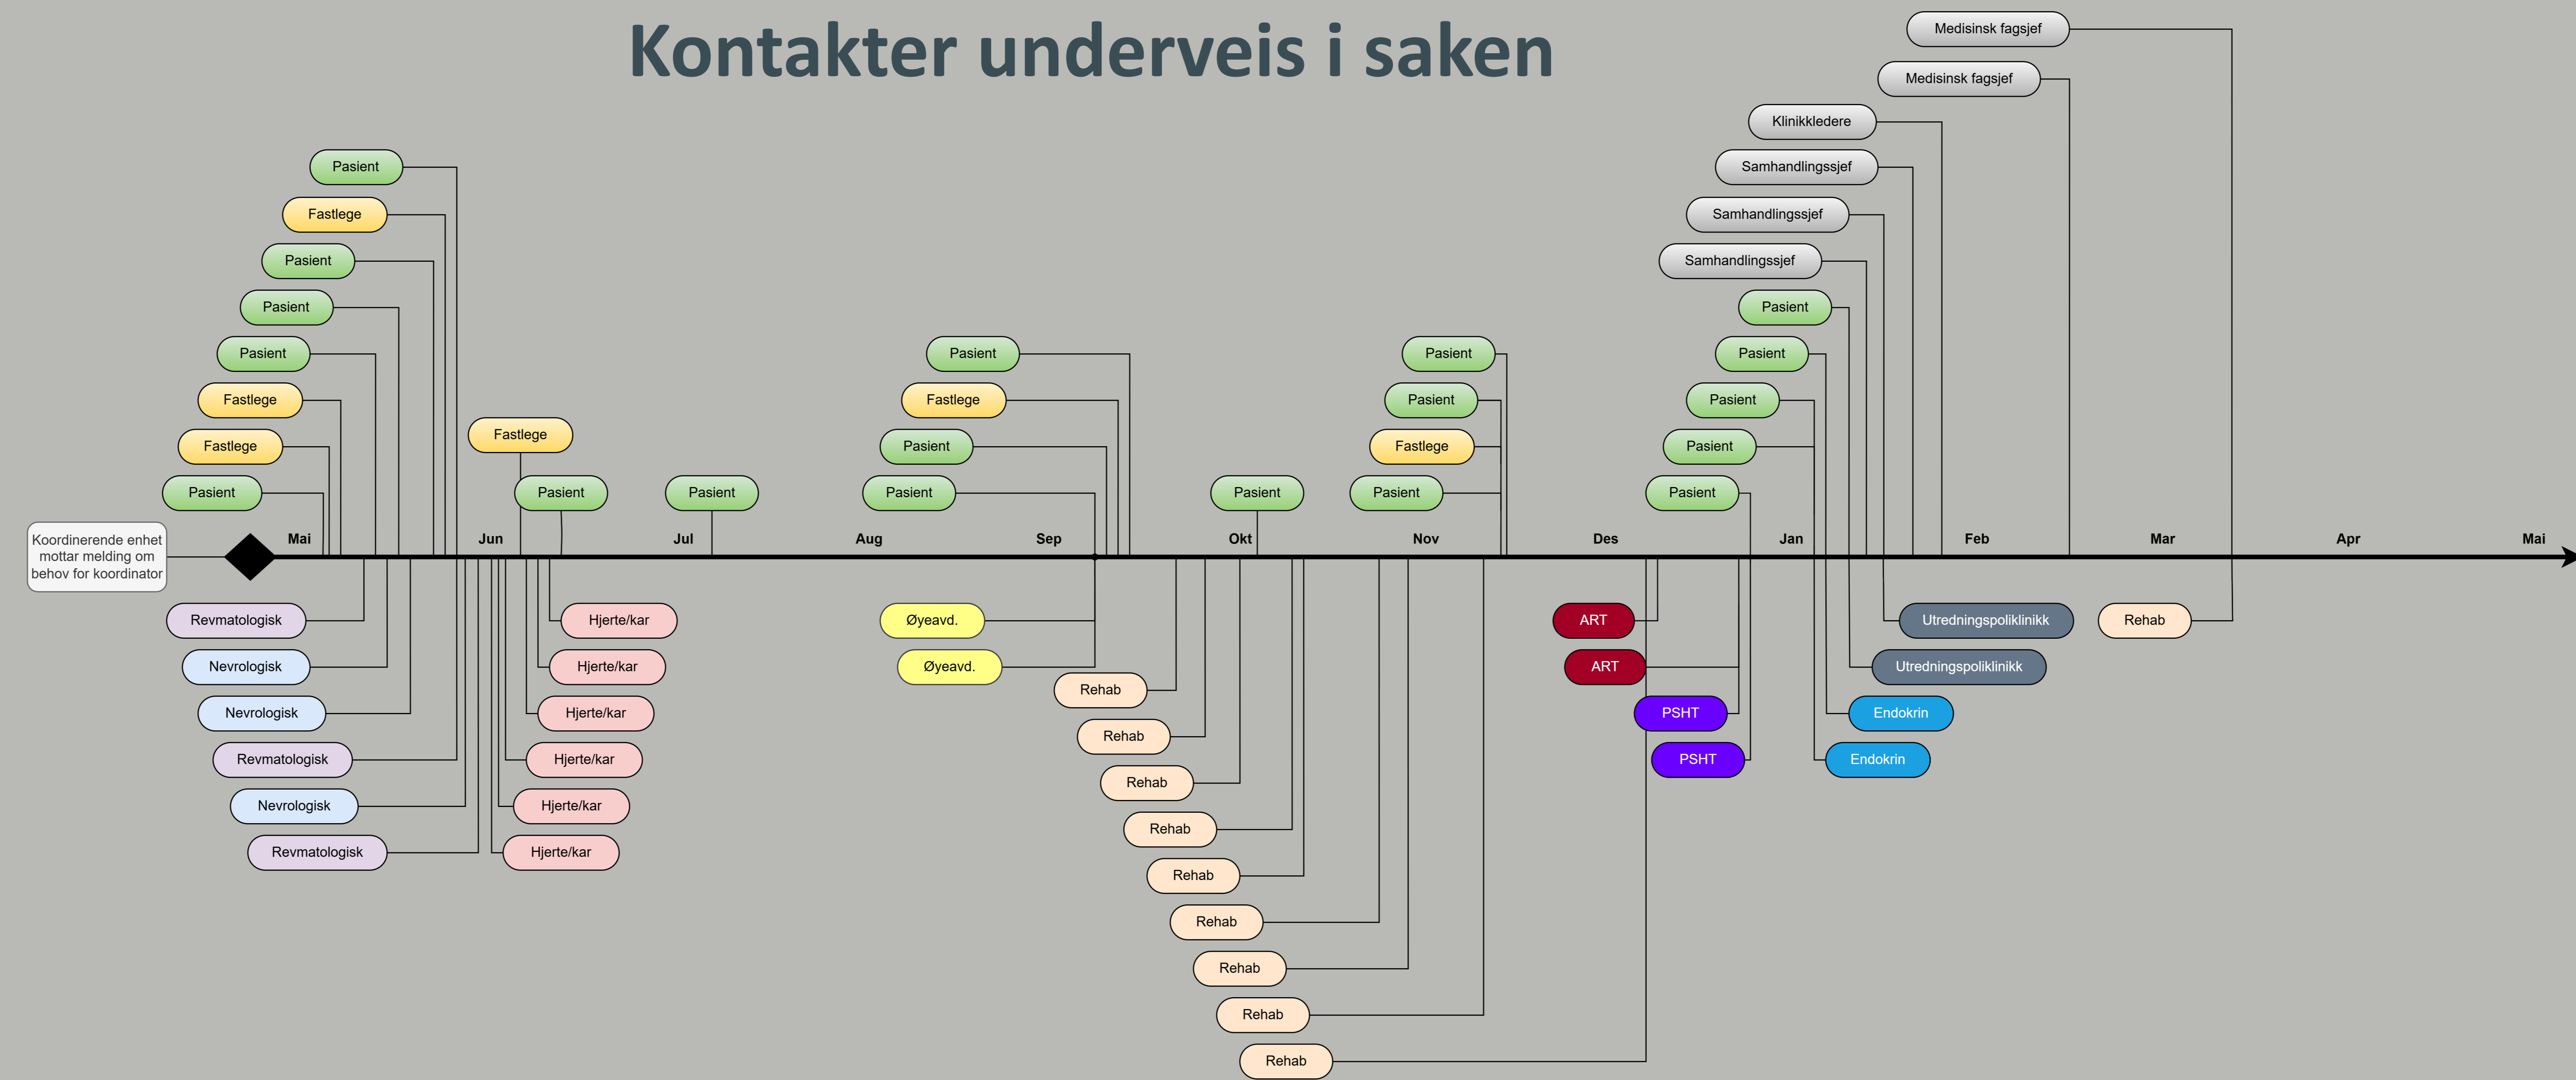 Kontakter underveis i saken
Medisinsk fagsjef
Medisinsk fagsjef
Klinikkledere
Pasient
Samhandlingssjef
Fastlege
Samhandlingssjef
Pasient
Samhandlingssjef
Pasient
Pasient
Pasient
Pasient
Pasient
Pasient
Fastlege
Fastlege
Pasient
Pasient
Fastlege
Fastlege
Pasient
Fastlege
Pasient
Pasient
Pasient
Pasient
Pasient
Pasient
Pasient
Pasient
Pasient
Koordinerende enhet
mottar melding om
behov for koordinator
Mai
Jun
Jul
Aug
Sep
Okt
Nov
Des
Jan
Feb
Mar
Apr
Mai
Revmatologisk
Hjerte/kar
Øyeavd.
ART
Utredningspoliklinikk
Rehab
Nevrologisk
Hjerte/kar
Øyeavd.
ART
Utredningspoliklinikk
Rehab
Nevrologisk
Hjerte/kar
PSHT
Endokrin
Rehab
Revmatologisk
Hjerte/kar
PSHT
Endokrin
Rehab
Nevrologisk
Hjerte/kar
Rehab
Revmatologisk
Hjerte/kar
Rehab
Rehab
Rehab
Rehab
Rehab